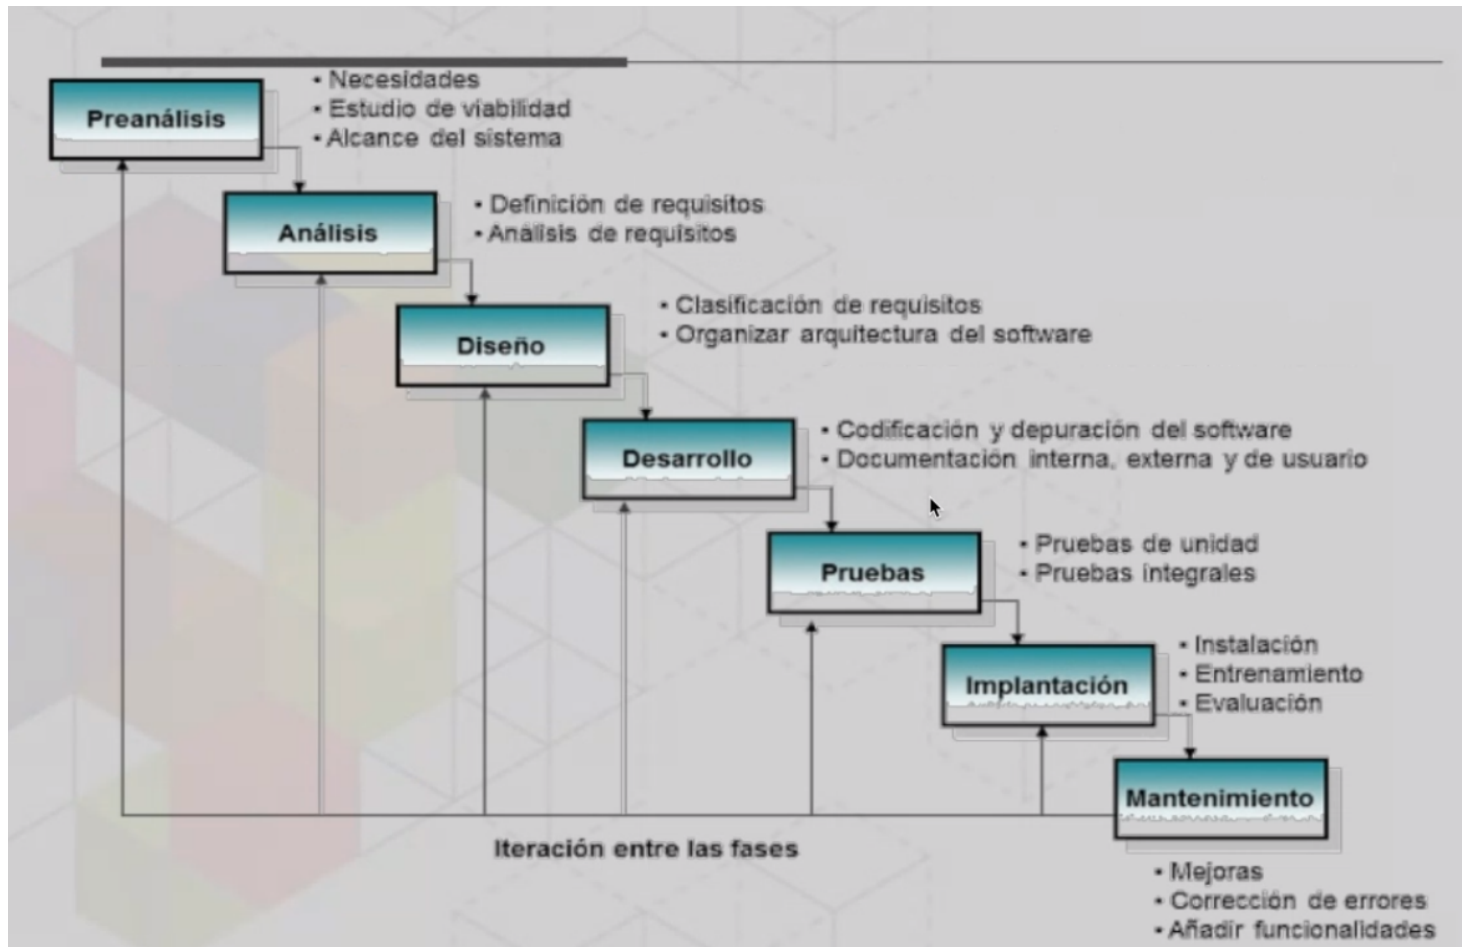 Preanálisis
• Necesidades
• Estudio de viabilidad
• Alcance del sistema
Análisis
• Definición de requisitos
• Análisis de requisitos
Diseño
• Clasificación de requisitos
• Organizar arquitectura del software
Desarrollo
• Codificación y depuración del software
• Documentación interna, externa y de usuario
Pruebas
• Pruebas de unidad
• Pruebas integrales
Implantación
• Instalación
• Entrenamiento
• Evaluación
Mantenimiento
Iteración entre las fases
• Mejoras
• Corrección de errores
• Añadir funcionalidades